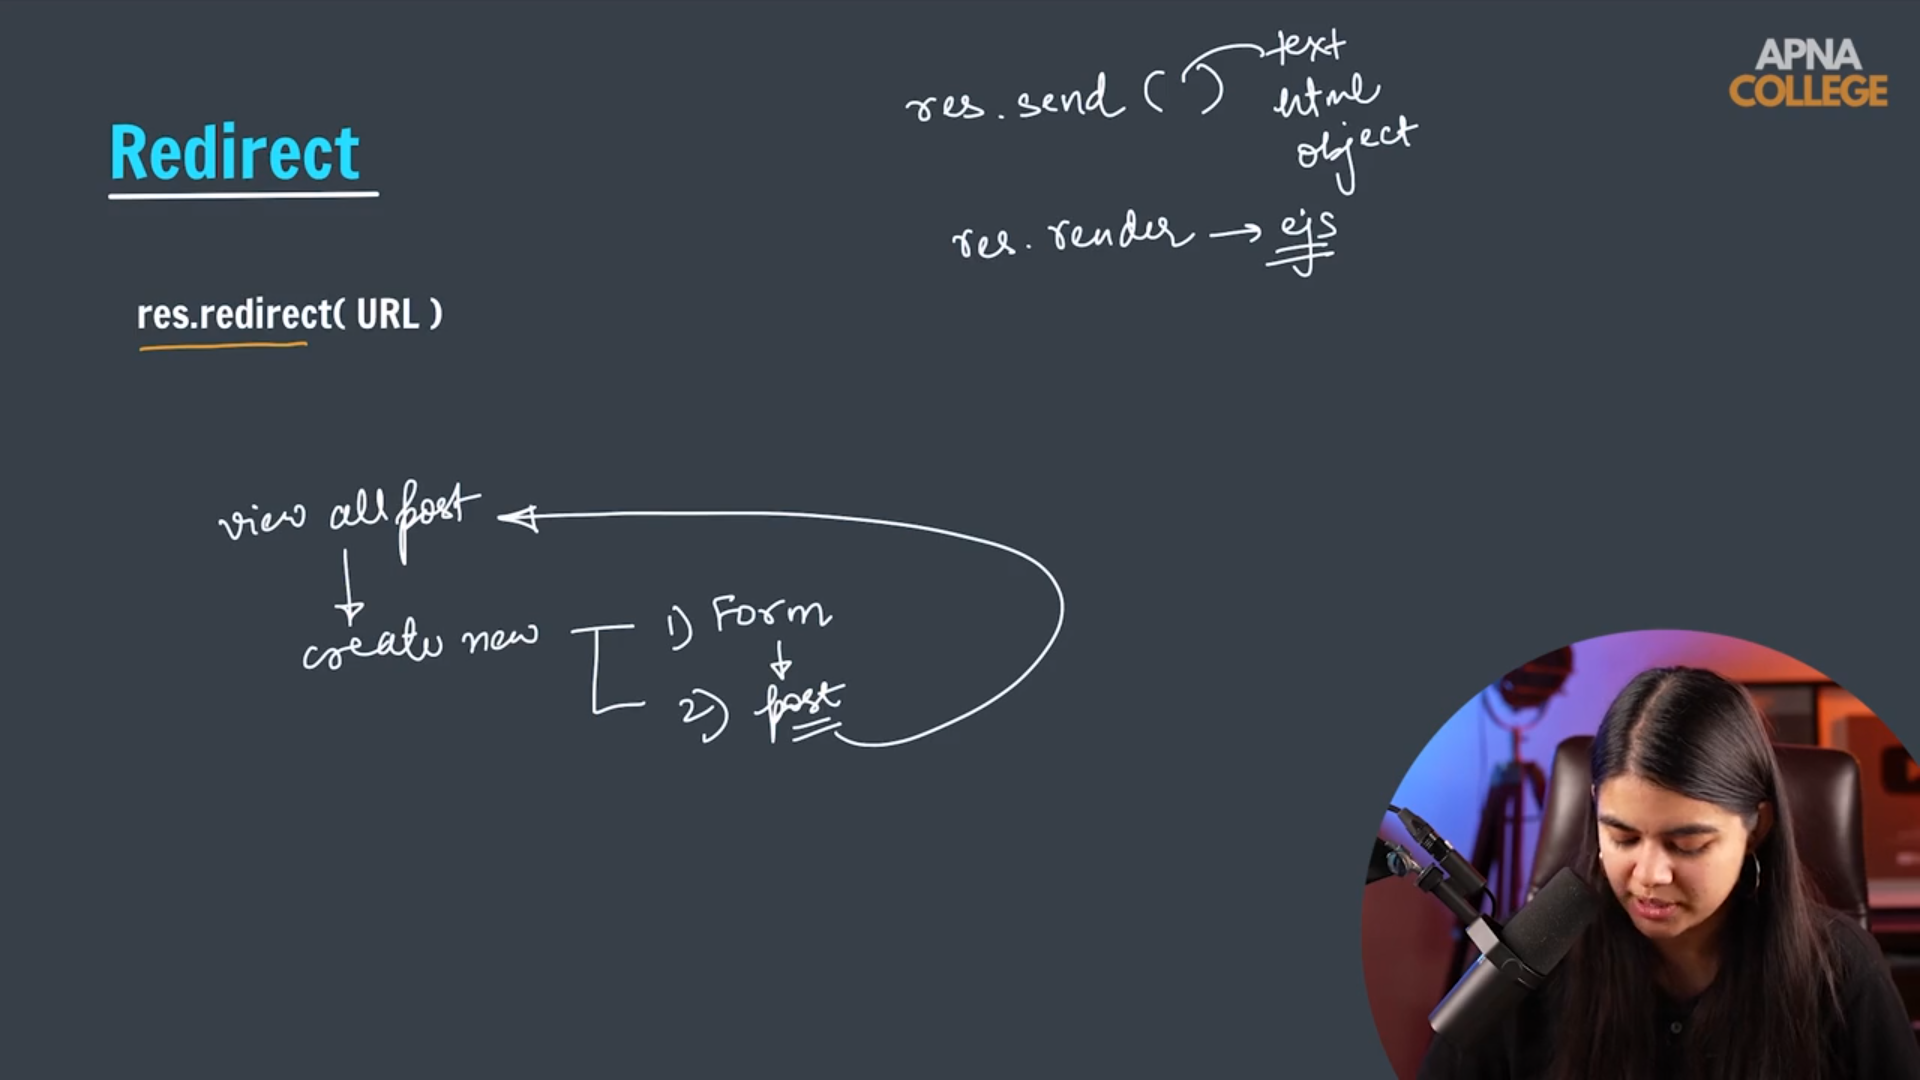 APNA
COLLEGE
Redirect
res.send ( )
text
html
object
res.render → ejs
res.redirect( URL )
view all post
create new
1) Form
2) post